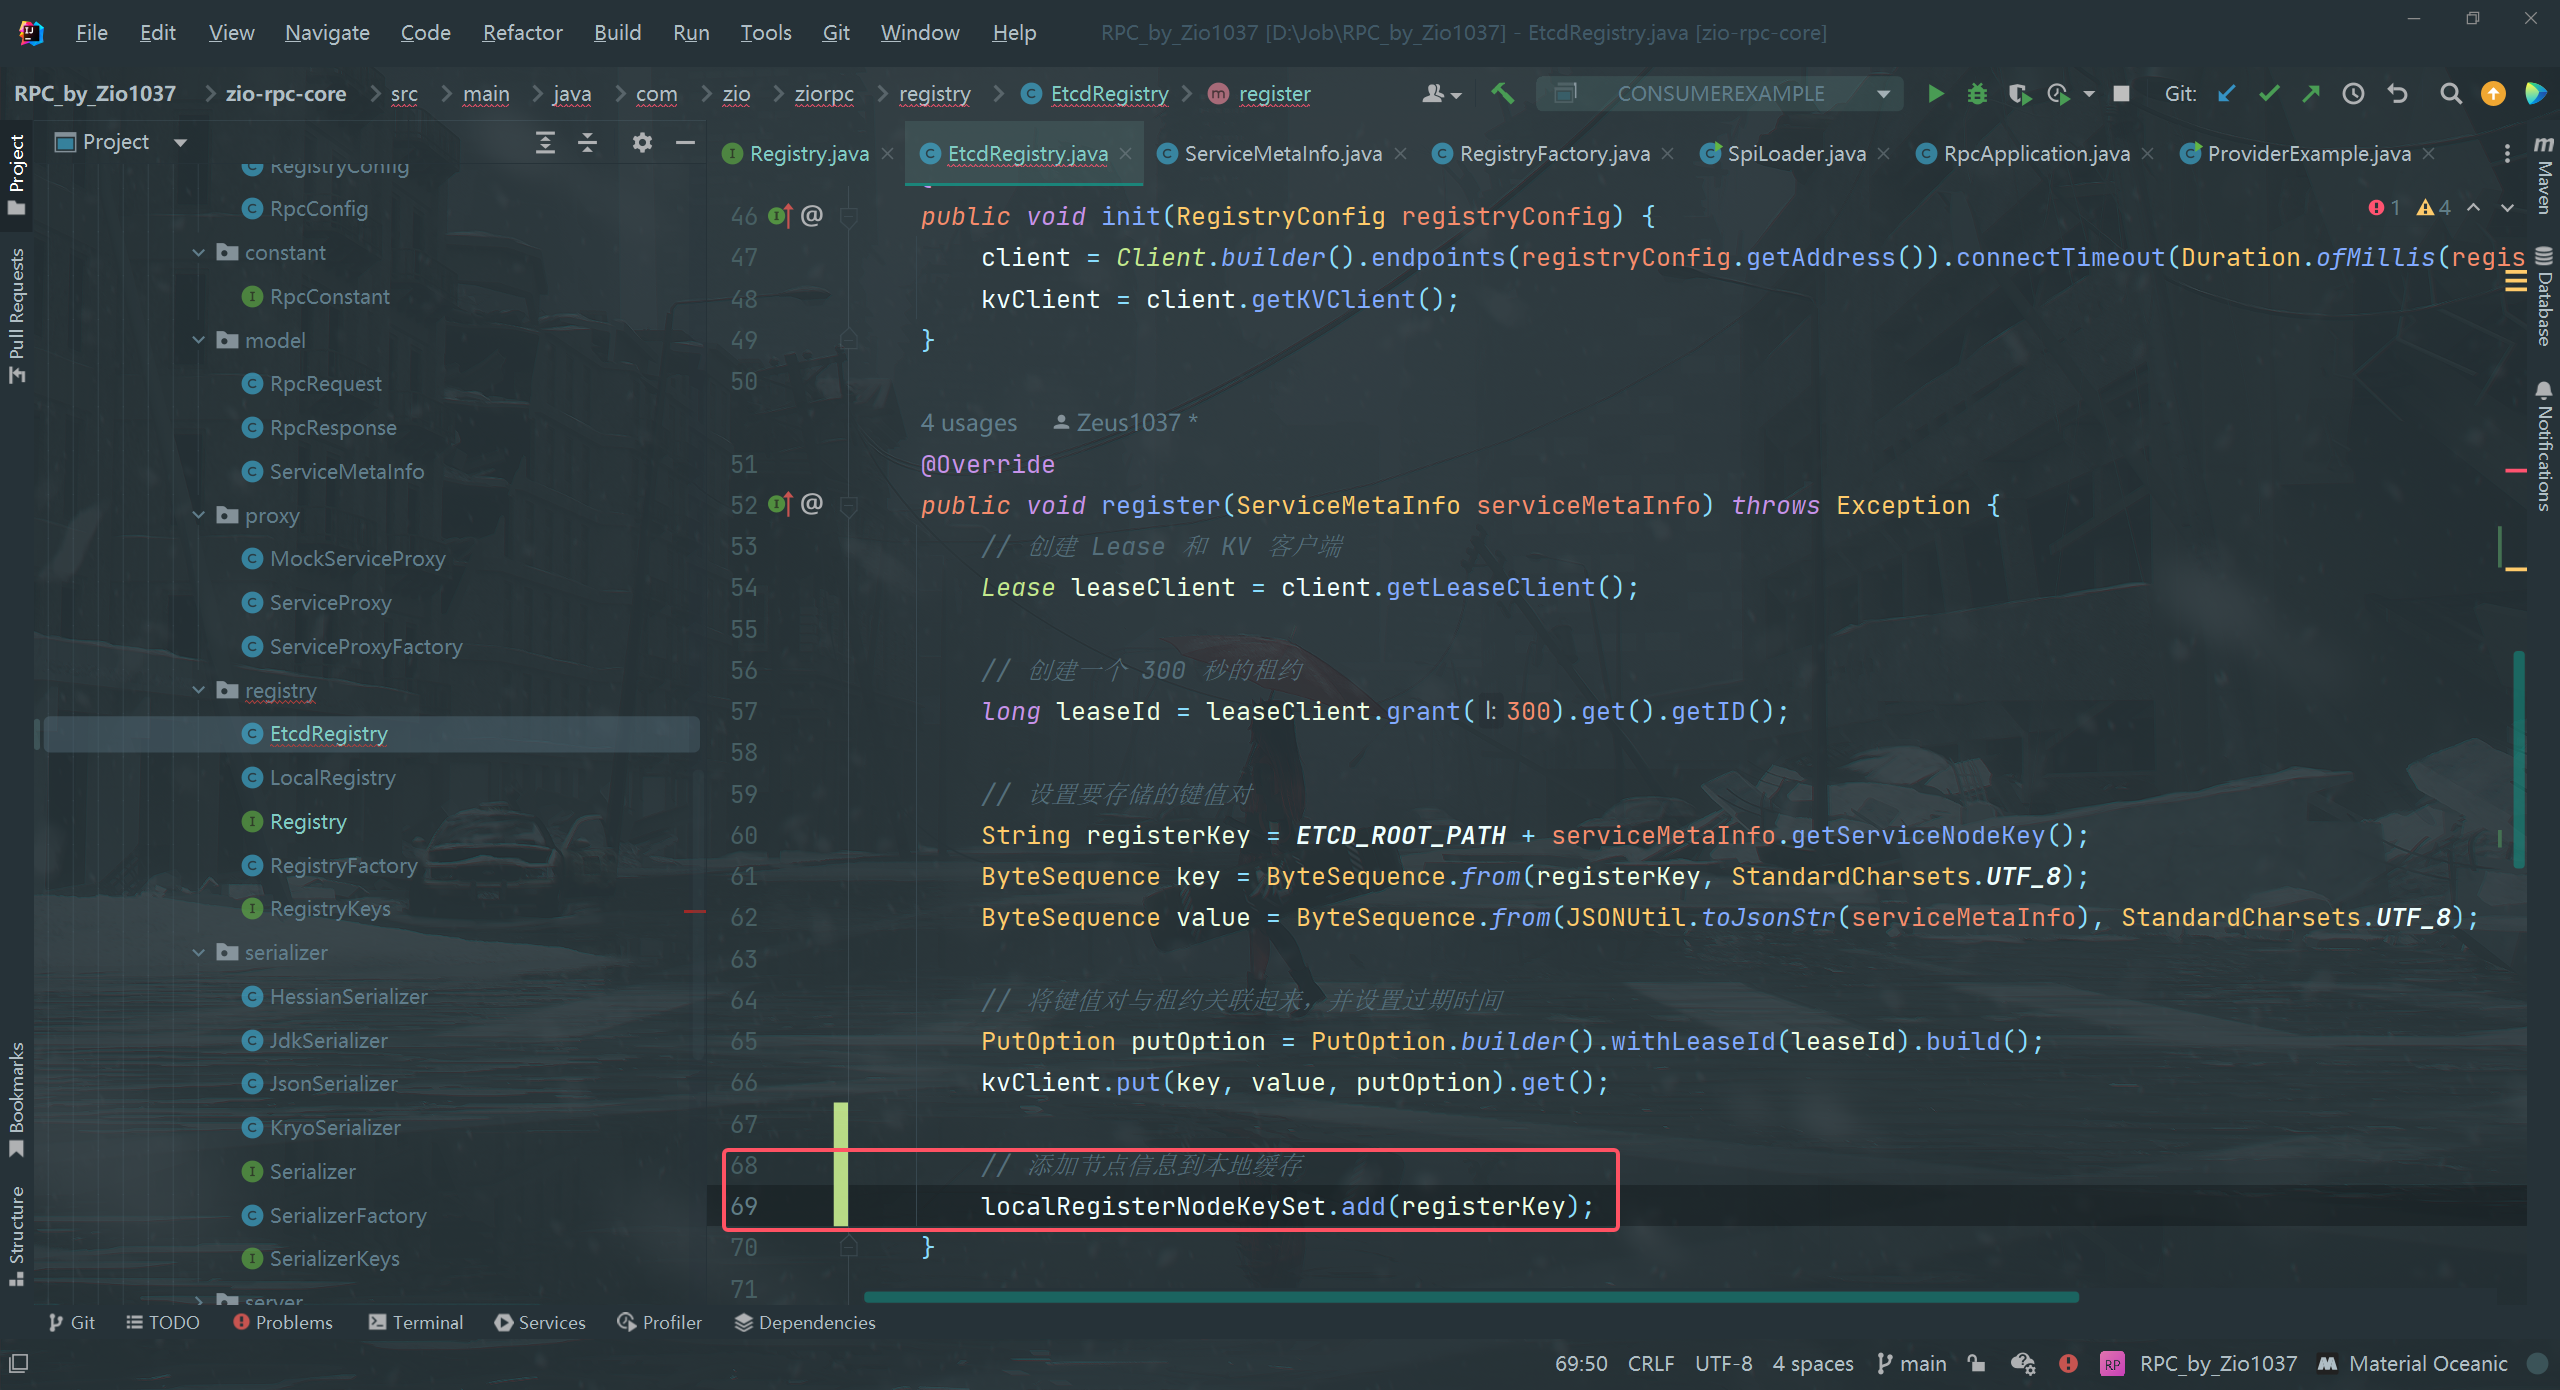 File Edit View Navigate Code Refactor Build Run Tools Git Window Help RPC_by_Zio1037 [D:\Job\RPC_by_Zio1037] - EtcdRegistry.java [zio-rpc-core]
RPC_by_Zio1037 > zio-rpc-core > src > main > java > com > zio > ziorpc > registry > EtcdRegistry > register CONSUMEREXAMPLE Git:
Project
Registry.java EtcdRegistry.java ServiceMetaInfo.java RegistryFactory.java SpiLoader.java RpcApplication.java ProviderExample.java
Project
Pull Requests
Bookmarks
Structure
RegistryConfig
RpcConfig
constant
RpcConstant
model
RpcRequest
RpcResponse
ServiceMetaInfo
proxy
MockServiceProxy
ServiceProxy
ServiceProxyFactory
registry
EtcdRegistry
LocalRegistry
Registry
RegistryFactory
RegistryKeys
serializer
HessianSerializer
JdkSerializer
JsonSerializer
KryoSerializer
Serializer
SerializerFactory
SerializerKeys
server
1 4
46 @ public void init(RegistryConfig registryConfig) {
47 client = Client.builder().endpoints(registryConfig.getAddress()).connectTimeout(Duration.ofMillis(regis
48 kvClient = client.getKVClient();
49 }
50
4 usages Zeus1037 *
51 @Override
52 @ public void register(ServiceMetaInfo serviceMetaInfo) throws Exception {
53 // 创建 Lease 和 KV 客户端
54 Lease leaseClient = client.getLeaseClient();
55
56 // 创建一个 300 秒的租约
57 long leaseId = leaseClient.grant( l: 300).get().getID();
58
59 // 设置要存储的键值对
60 String registerKey = ETCD_ROOT_PATH + serviceMetaInfo.getServiceNodeKey();
61 ByteSequence key = ByteSequence.from(registerKey, StandardCharsets.UTF_8);
62 ByteSequence value = ByteSequence.from(JSONUtil.toJsonStr(serviceMetaInfo), StandardCharsets.UTF_8);
63
64 // 将键值对与租约关联起来，并设置过期时间
65 PutOption putOption = PutOption.builder().withLeaseId(leaseId).build();
66 kvClient.put(key, value, putOption).get();
67
68 // 添加节点信息到本地缓存
69 localRegisterNodeKeySet.add(registerKey);
70 }
71
Maven
Database
Notifications
Git TODO Problems Terminal Services Profiler Dependencies
69:50 CRLF UTF-8 4 spaces main RP RPC_by_Zio1037 Material Oceanic